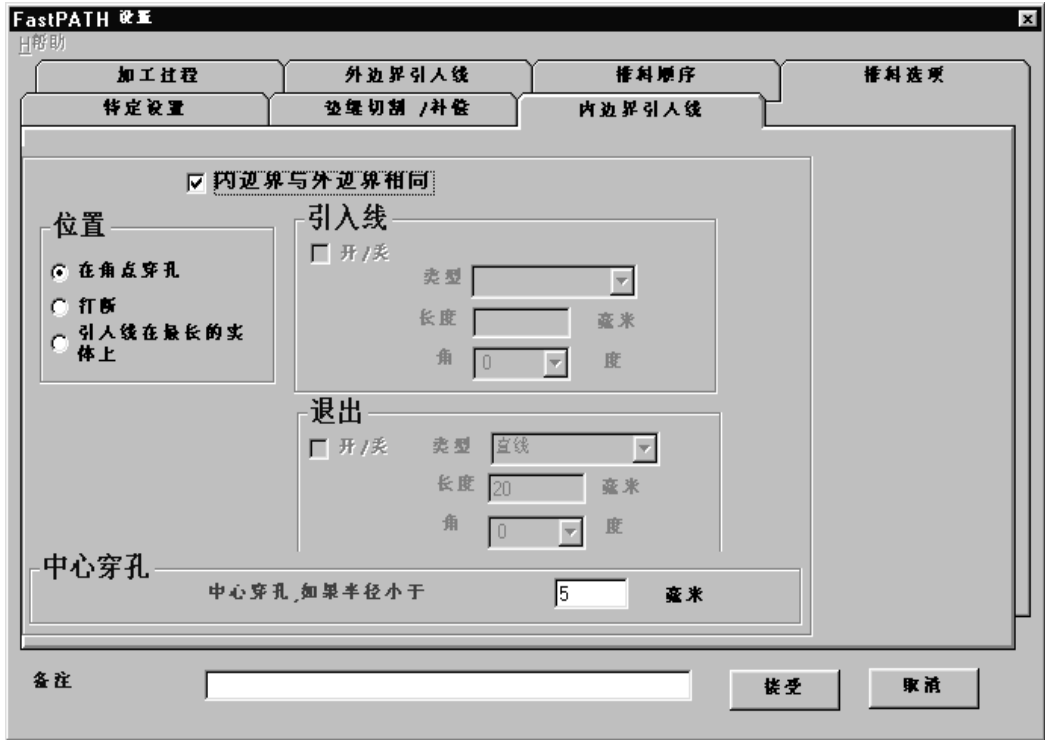 FastPATH 设置
H帮助
加工过程 外边界引入线 排料顺序 排料选项
特定设置 垫缝切割 /补偿 内边界引入线
内边界与外边界相同
位置
在角点穿孔
打断
引入线在最长的实
体上
引入线
开/关
类型
长度 毫米
角 0 度
退出
开/关 类型 直线
长度 20 毫米
角 0 度
中心穿孔
中心穿孔,如果半径小于 5 毫米
备注 接受 取消